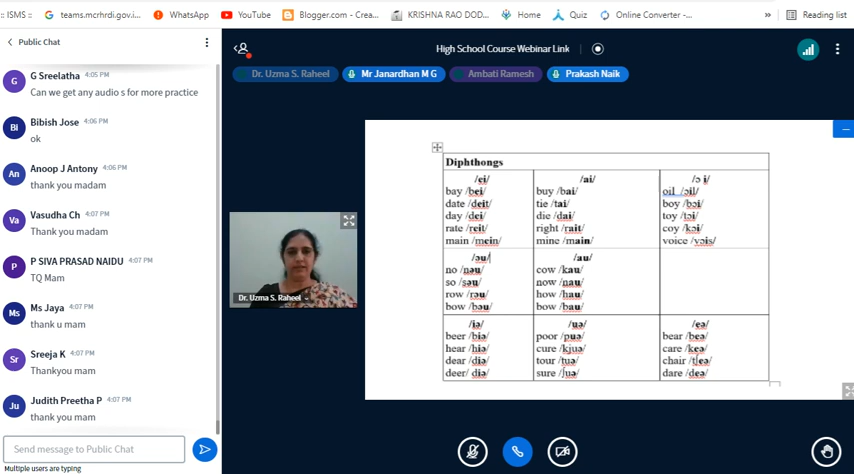 :: ISMS ::
teams.mcrhrdi.gov.i...
WhatsApp
YouTube
Blogger.com - Crea...
KRISHNA RAO DOD...
Home
Quiz
Online Converter -...
»
Reading list
Public Chat
G
G Sreelatha 4:05 PM
Can we get any audio s for more practice
Bi
Bibish Jose 4:06 PM
ok
An
Anoop J Antony 4:06 PM
thank you madam
Va
Vasudha Ch 4:07 PM
Thank you madam
P
P SIVA PRASAD NAIDU 4:07 PM
TQ Mam
Ms
Ms Jaya 4:07 PM
thank u mam
Sr
Sreeja K 4:07 PM
Thankyou mam
Ju
Judith Preetha P 4:07 PM
thank you mam
Send message to Public Chat
Multiple users are typing
High School Course Webinar Link
Dr. Uzma S. Raheel
Mr Janardhan M G
Ambati Ramesh
Prakash Naik
Dr. Uzma S. Raheel
Diphthongs
/ei/
bay /bei/
date /deit/
day /dei/
rate /reit/
main /mein/
/ai/
buy /bai/
tie /tai/
die /dai/
right /rait/
mine /main/
/ɔ i/
oil /ɔil/
boy /bɔi/
toy /tɔi/
coy /kɔi/
voice /vɔis/
/əu/
no /nəu/
so /səu/
row /rəu/
bow /bəu/
/au/
cow /kau/
now /nau/
how /hau/
bow /bau/
/iə/
beer /biə/
hear /hiə/
dear /diə/
deer/ diə/
/uə/
poor /puə/
cure /kjuə/
tour /tuə/
sure /ʃuə/
/eə/
bear /beə/
care /keə/
chair /tʃeə/
dare /deə/